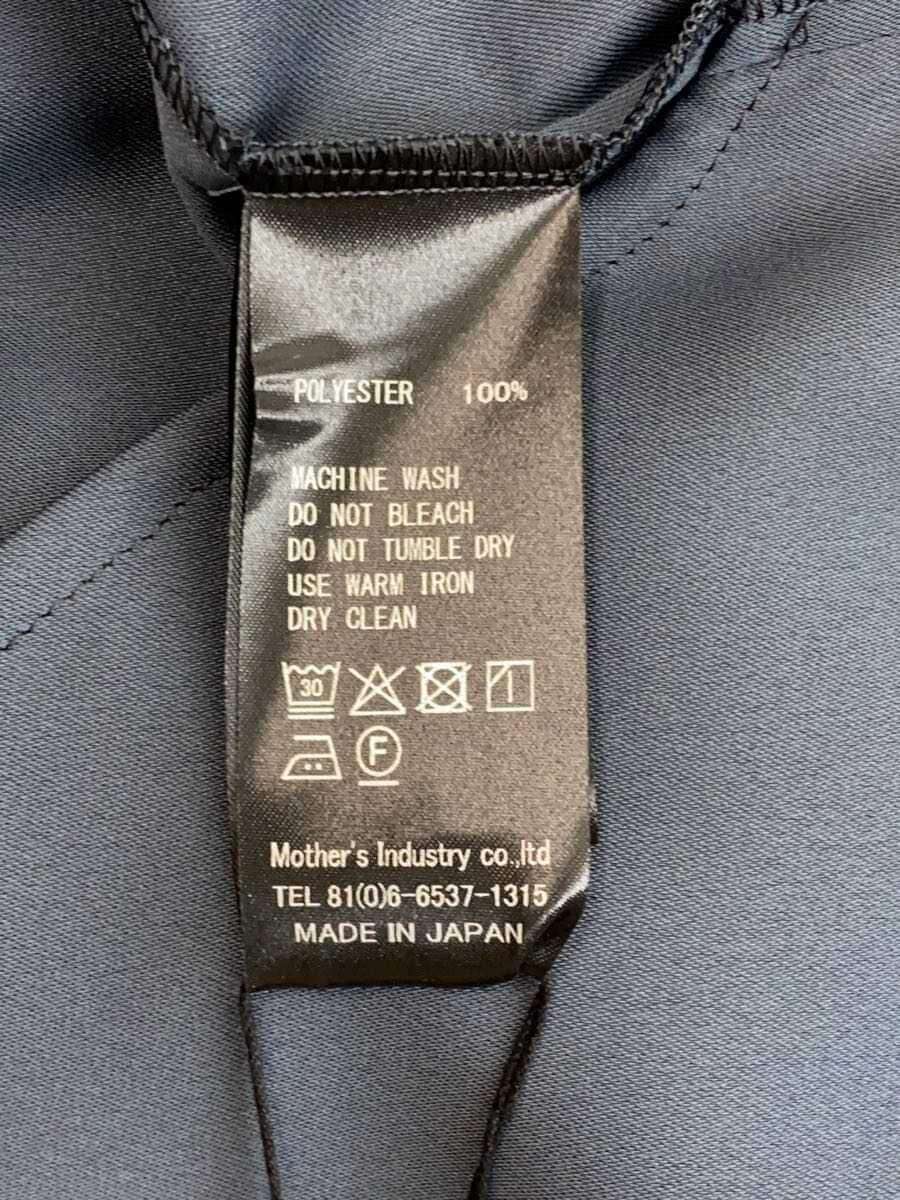 POLYESTER 100%
MACHINE WASH
DO NOT BLEACH
DO NOT TUMBLE DRY
USE WARM IRON
DRY CLEAN
30
F
Mother's Industry co.,ltd
TEL 81(0)6-6537-1315
MADE IN JAPAN